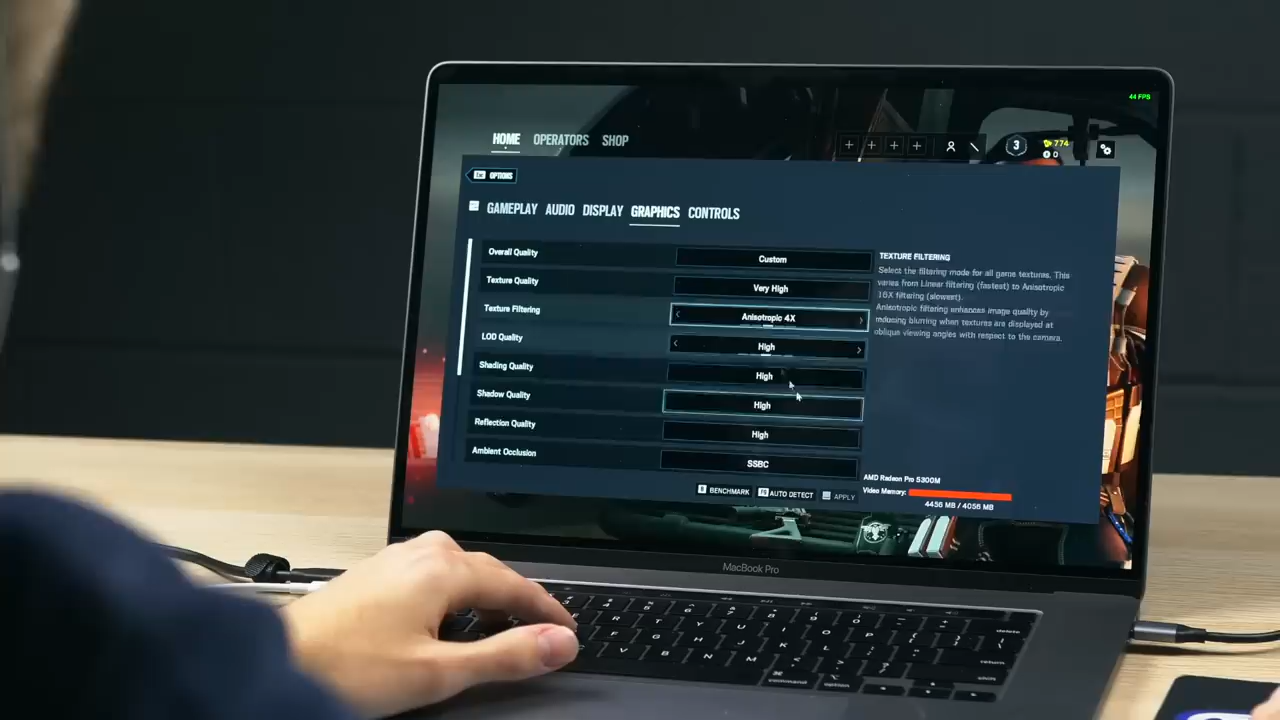 44 FPS
HOME OPERATORS SHOP
3
774
0
OPTIONS
GAMEPLAY AUDIO DISPLAY GRAPHICS CONTROLS
Overall Quality Custom
Texture Quality Very High
Texture Filtering Anisotropic 4X
LOD Quality High
Shading Quality High
Shadow Quality High
Reflection Quality High
Ambient Occlusion SSBC
TEXTURE FILTERING
Select the filtering mode for all game textures. This
varies from Linear filtering (fastest) to Anisotropic
16X filtering (slowest).
Anisotropic filtering enhances image quality by
reducing blurring when textures are displayed at
oblique viewing angles with respect to the camera.
BENCHMARK AUTO DETECT APPLY
AMD Radeon Pro 5300M
Video Memory:
4456 MB / 4056 MB
MacBook Pro
delete
return
shift
command option